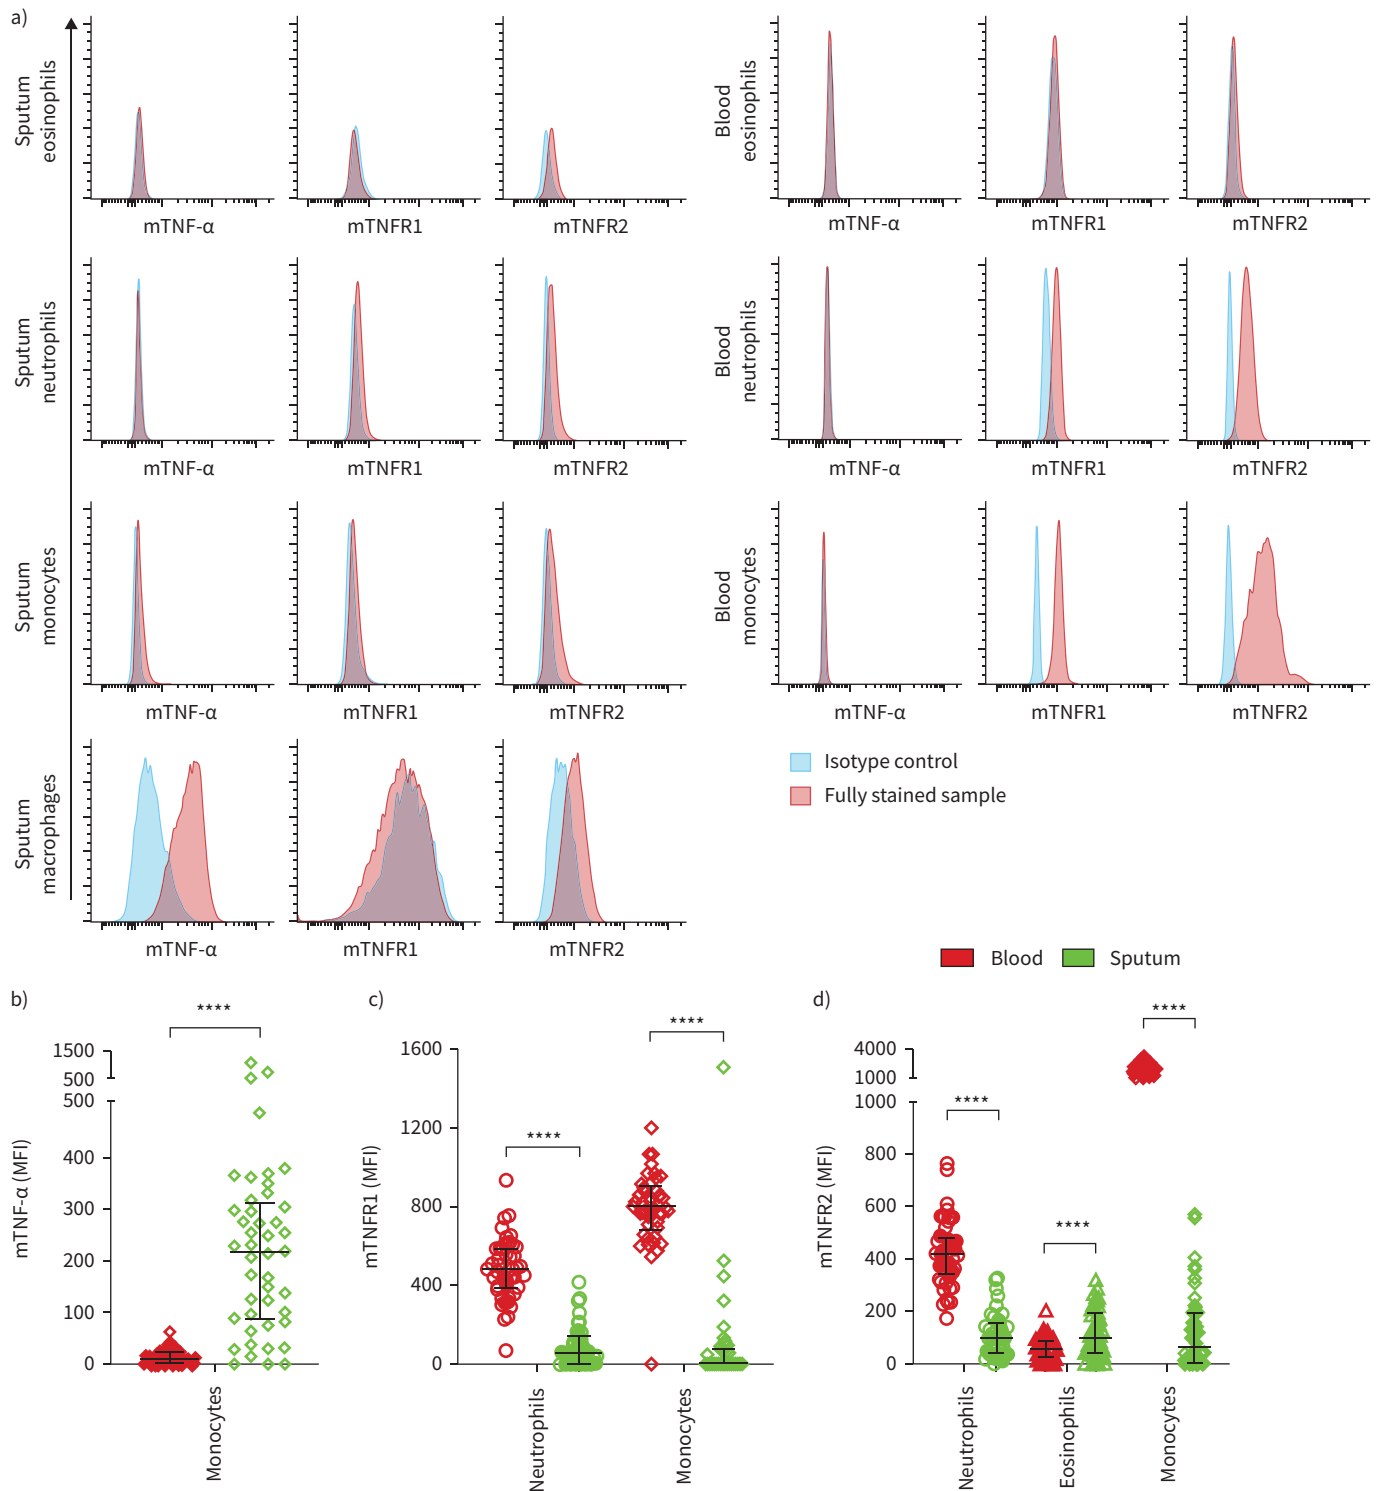 a)
Sputum
eosinophils
mTNF-α
mTNFR1
mTNFR2
Blood
eosinophils
mTNF-α
mTNFR1
mTNFR2
Sputum
neutrophils
mTNF-α
mTNFR1
mTNFR2
Blood
neutrophils
mTNF-α
mTNFR1
mTNFR2
Sputum
monocytes
mTNF-α
mTNFR1
mTNFR2
Blood
monocytes
mTNF-α
mTNFR1
mTNFR2
Sputum
macrophages
mTNF-α
mTNFR1
mTNFR2
Isotype control
Fully stained sample
Blood
Sputum
b)
****
mTNF-α (MFI)
1500
500
500
400
300
200
100
0
Monocytes
c)
****
****
mTNFR1 (MFI)
1600
1200
800
400
0
Neutrophils
Monocytes
d)
****
****
****
mTNFR2 (MFI)
4000
1000
1000
800
600
400
200
0
Neutrophils
Eosinophils
Monocytes